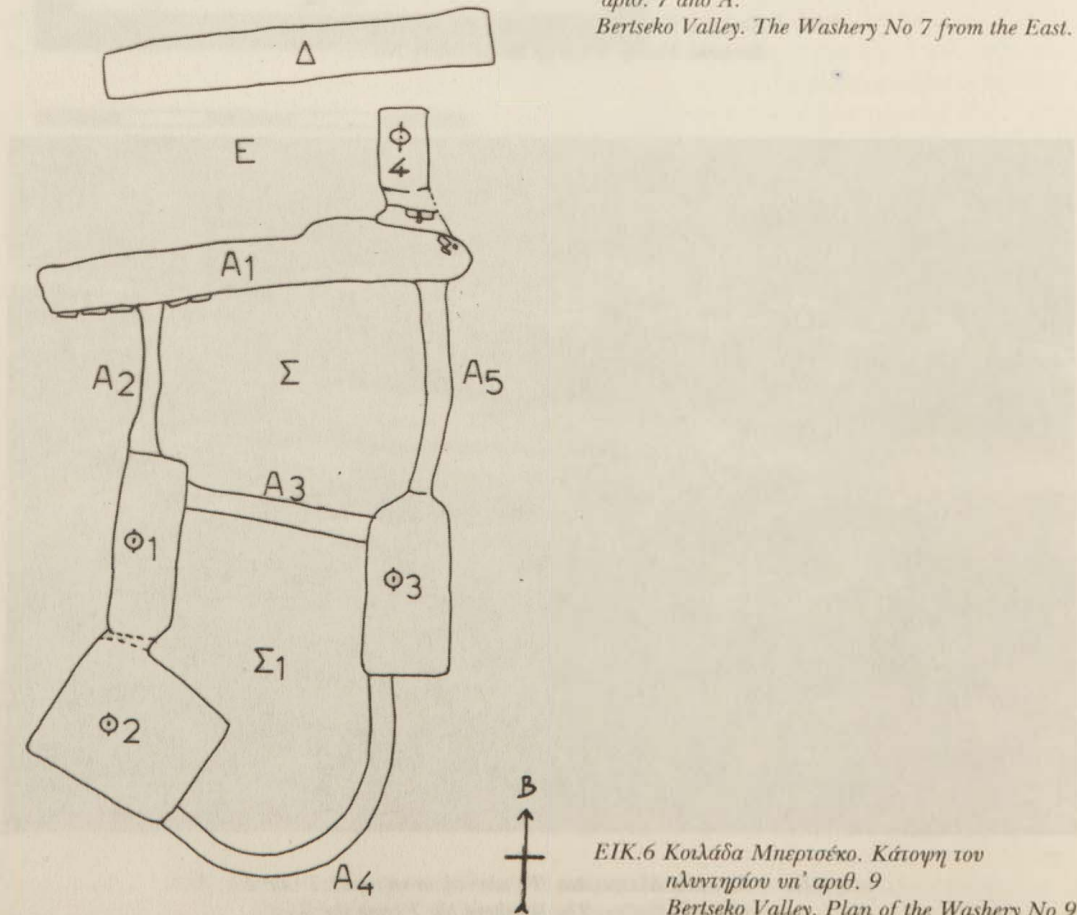 αριθ. 7 από Α.
Bertseko Valley. The Washery No 7 from the East.
Δ
Ε
Φ
4
Α1
Α2
Σ
Α5
Α3
Φ1
Φ3
Σ1
Φ2
Β
Α4
ΕΙΚ.6 Κοιλάδα Μπερτσέκο. Κάτοψη του
πλυντηρίου υπ' αριθ. 9
Bertseko Valley. Plan of the Washery No 9